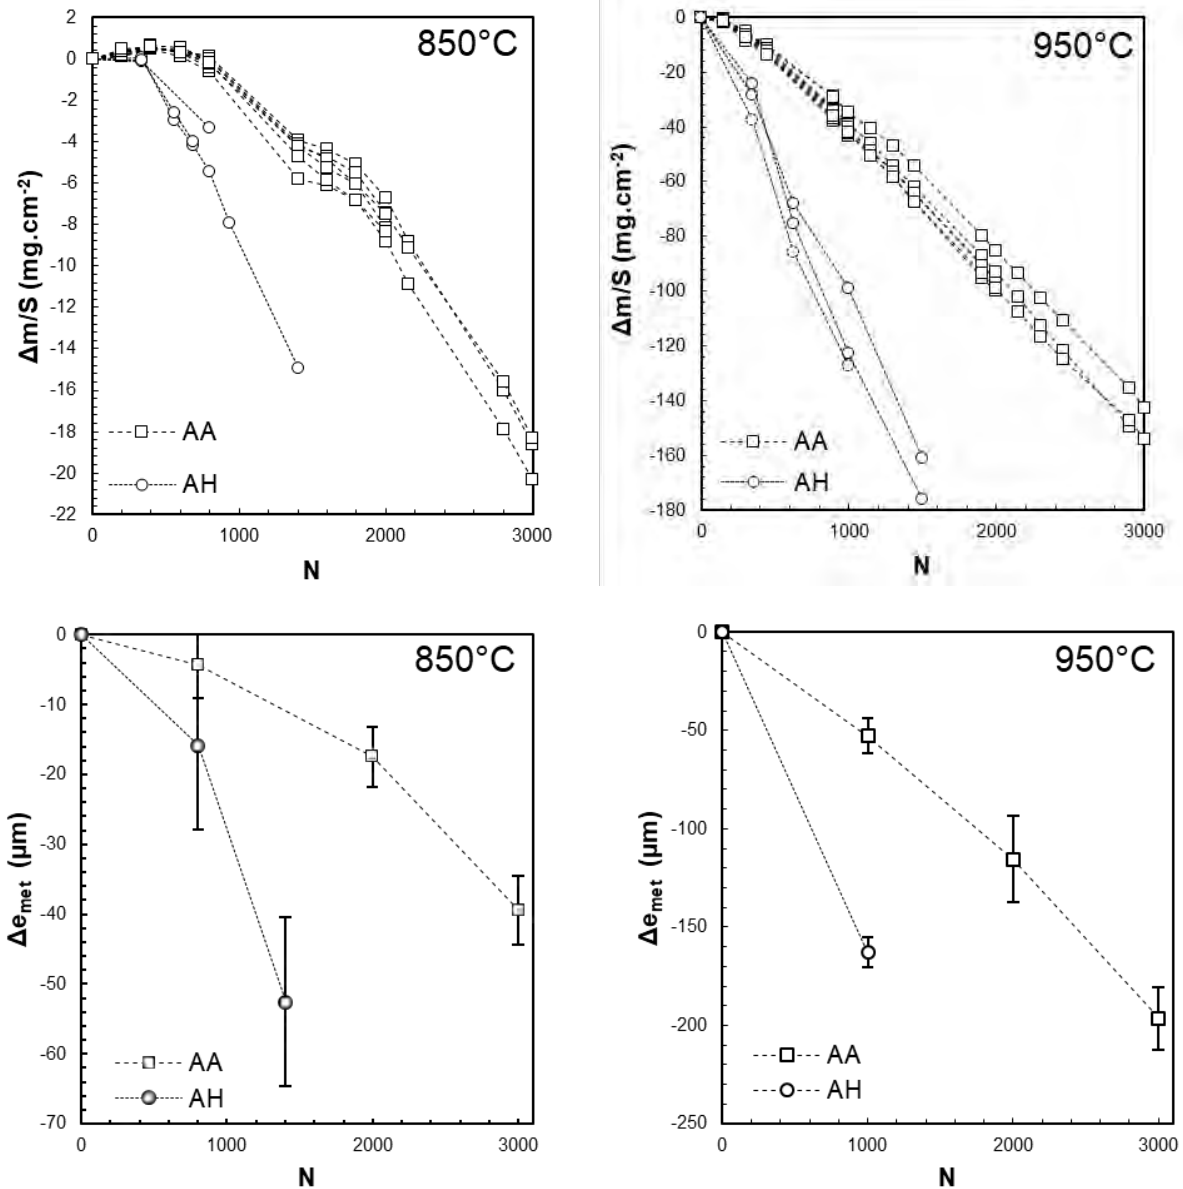 850°C
2
0
-2
-4
-6
-8
-10
-12
-14
-16
-18
-20
-22
Δm/S (mg.cm-2)
AA
AH
0 1000 2000 3000
N
950°C
0
-20
-40
-60
-80
-100
-120
-140
-160
-180
Δm/S (mg.cm-2)
AA
AH
0 1000 2000 3000
N
850°C
0
-10
-20
-30
-40
-50
-60
-70
Δemet (µm)
AA
AH
0 1000 2000 3000
N
950°C
0
-50
-100
-150
-200
-250
Δemet (µm)
AA
AH
0 1000 2000 3000
N